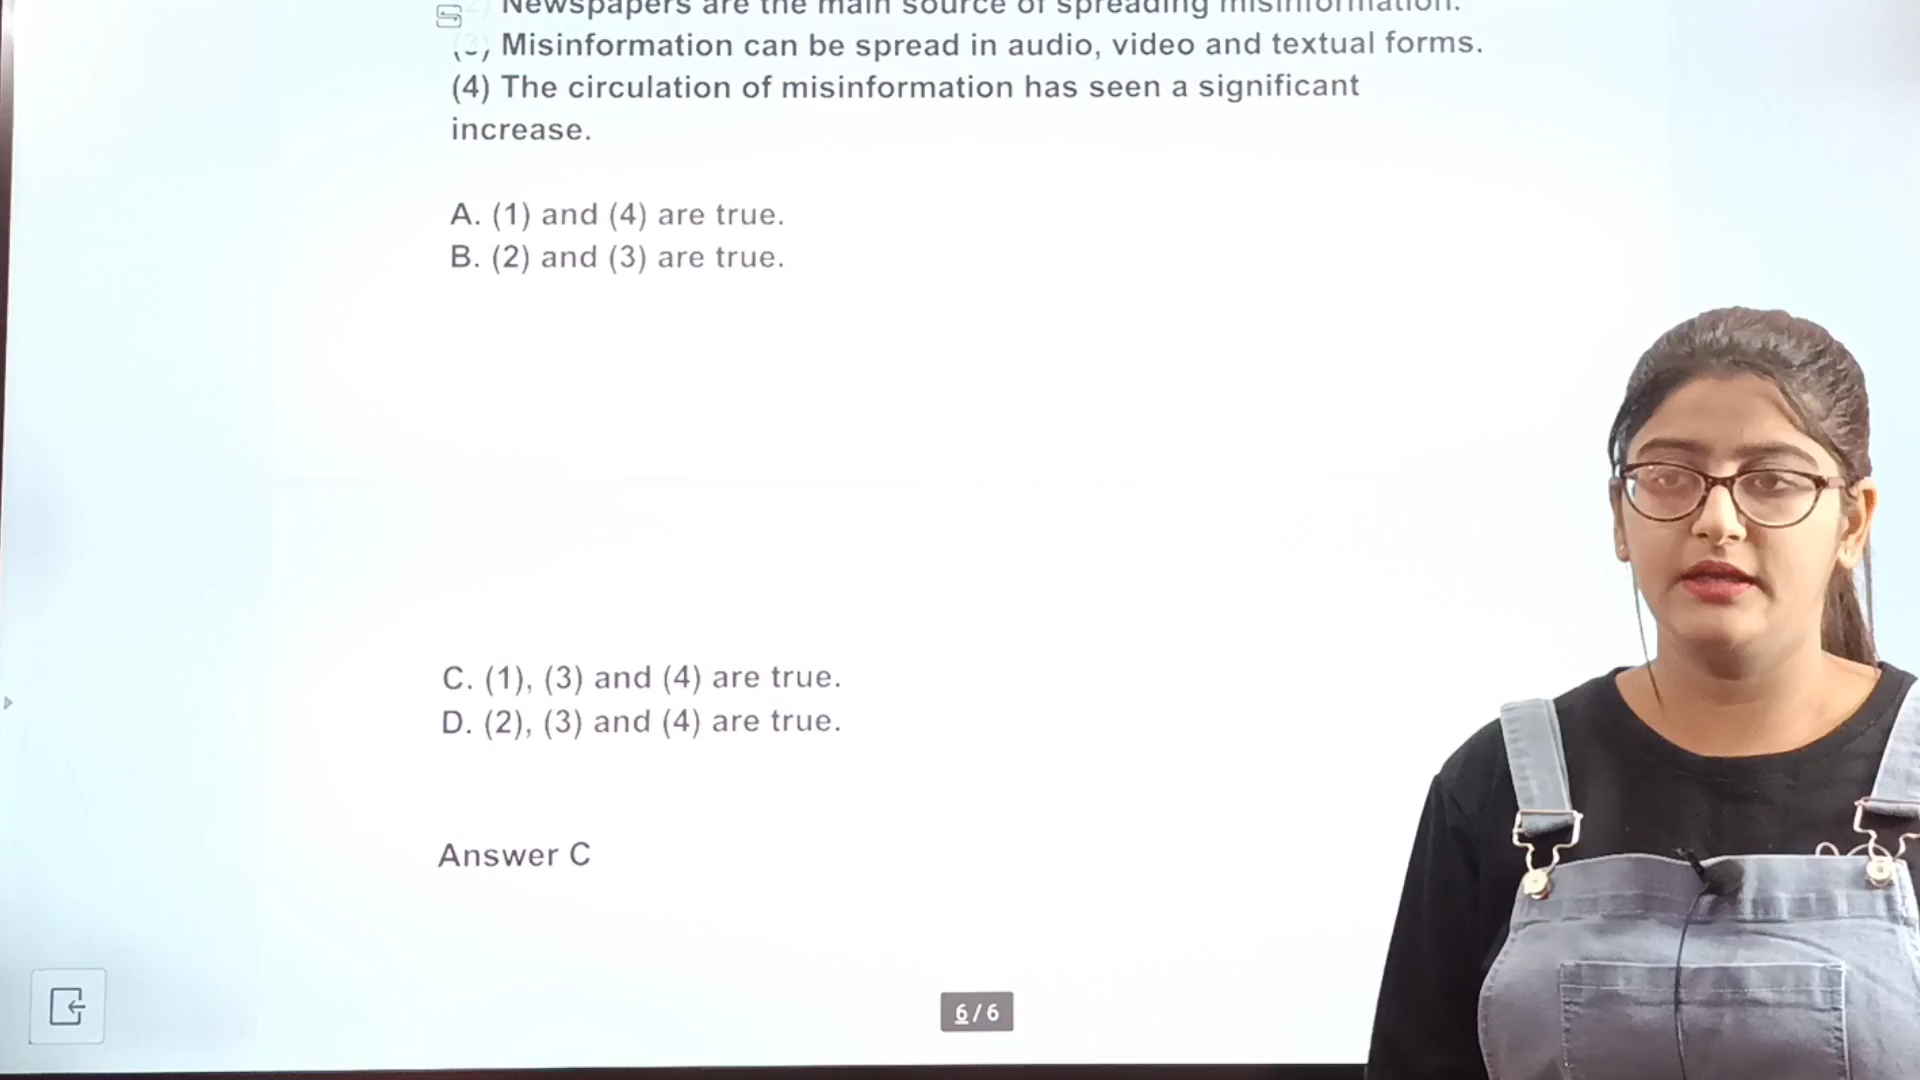 Newspapers are the main source of spreading misinformation.
(3) Misinformation can be spread in audio, video and textual forms.
(4) The circulation of misinformation has seen a significant
increase.
A. (1) and (4) are true.
B. (2) and (3) are true.
C. (1), (3) and (4) are true.
D. (2), (3) and (4) are true.
Answer C
6 / 6